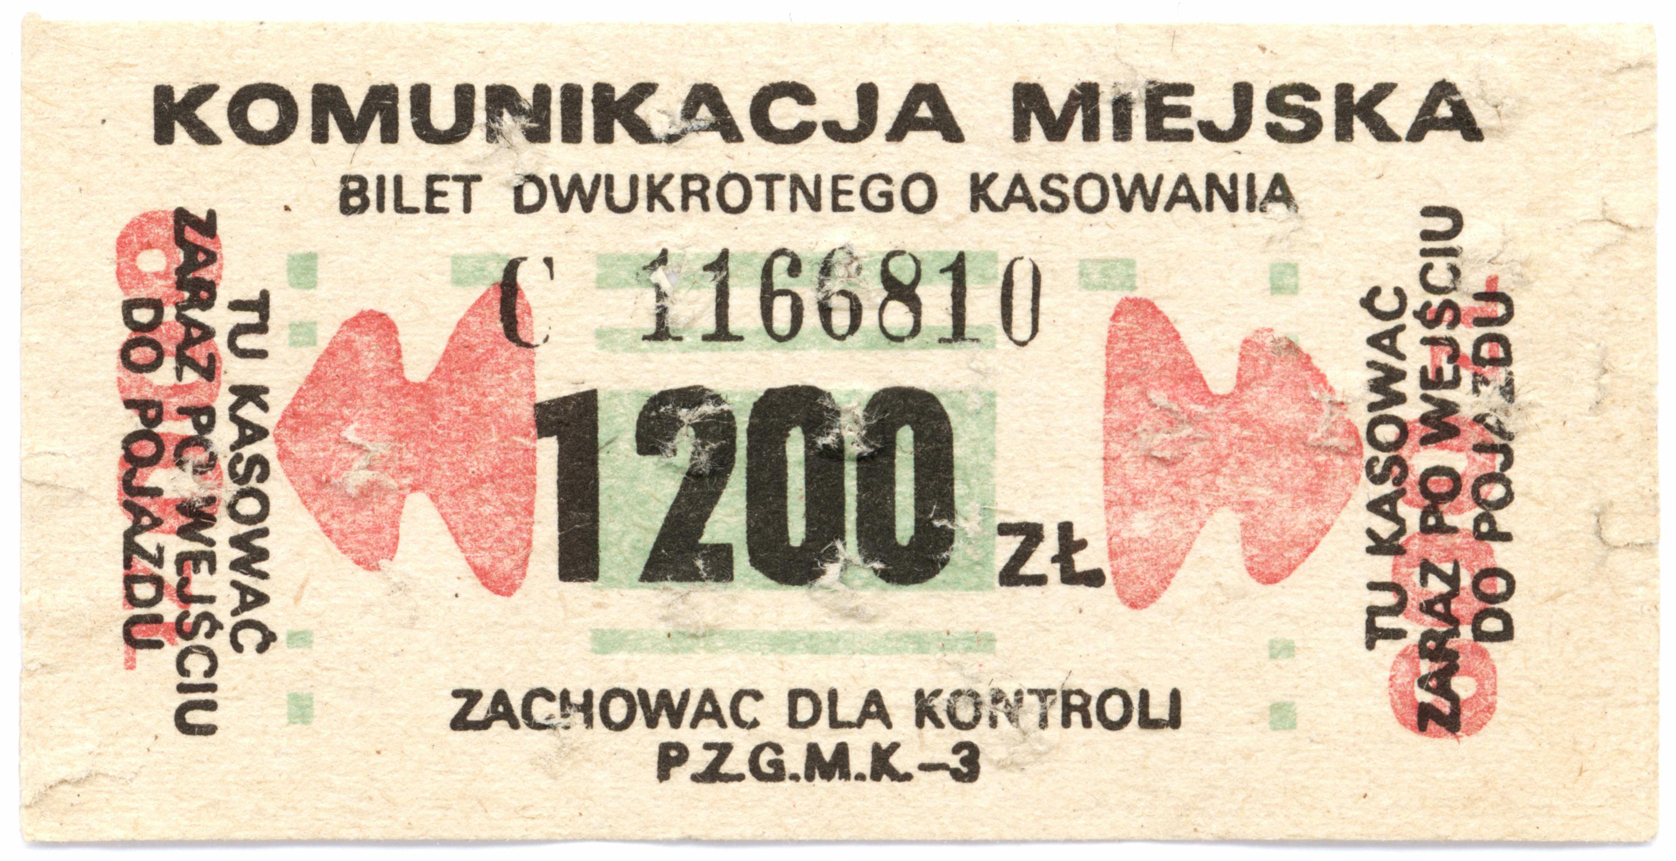 KOMUNIKACJA MIEJSKA
BILET DWUKROTNEGO KASOWANIA
C 1166810
1200 ZŁ
TU KASOWAĆ
ZARAZ PO WEJŚCIU
DO POJAZDU
TU KASOWAĆ
ZARAZ PO WEJŚCIU
DO POJAZDU
ZACHOWAC DLA KONTROLI
P.Z.G.M.K.-3